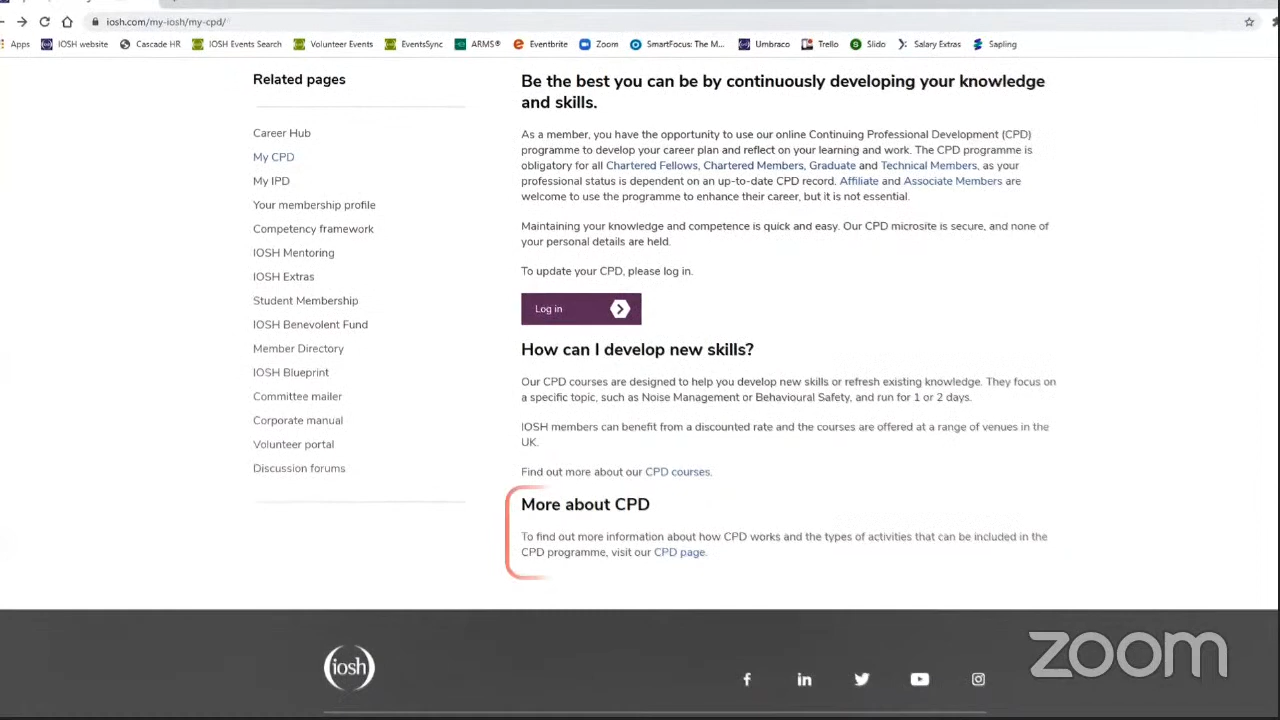 iosh.com/my-iosh/my-cpd/
Apps IOSH website Cascade HR IOSH Events Search Volunteer Events EventsSync ARMS® Eventbrite Zoom SmartFocus: The M... Umbraco Trello Slido Salary Extras Sapling
Related pages
Career Hub
My CPD
My IPD
Your membership profile
Competency framework
IOSH Mentoring
IOSH Extras
Student Membership
IOSH Benevolent Fund
Member Directory
IOSH Blueprint
Committee mailer
Corporate manual
Volunteer portal
Discussion forums
Be the best you can be by continuously developing your knowledge
and skills.
As a member, you have the opportunity to use our online Continuing Professional Development (CPD)
programme to develop your career plan and reflect on your learning and work. The CPD programme is
obligatory for all Chartered Fellows, Chartered Members, Graduate and Technical Members, as your
professional status is dependent on an up-to-date CPD record. Affiliate and Associate Members are
welcome to use the programme to enhance their career, but it is not essential.
Maintaining your knowledge and competence is quick and easy. Our CPD microsite is secure, and none of
your personal details are held.
To update your CPD, please log in.
Log in
How can I develop new skills?
Our CPD courses are designed to help you develop new skills or refresh existing knowledge. They focus on
a specific topic, such as Noise Management or Behavioural Safety, and run for 1 or 2 days.
IOSH members can benefit from a discounted rate and the courses are offered at a range of venues in the
UK.
Find out more about our CPD courses.
More about CPD
To find out more information about how CPD works and the types of activities that can be included in the
CPD programme, visit our CPD page.
iosh
zoom